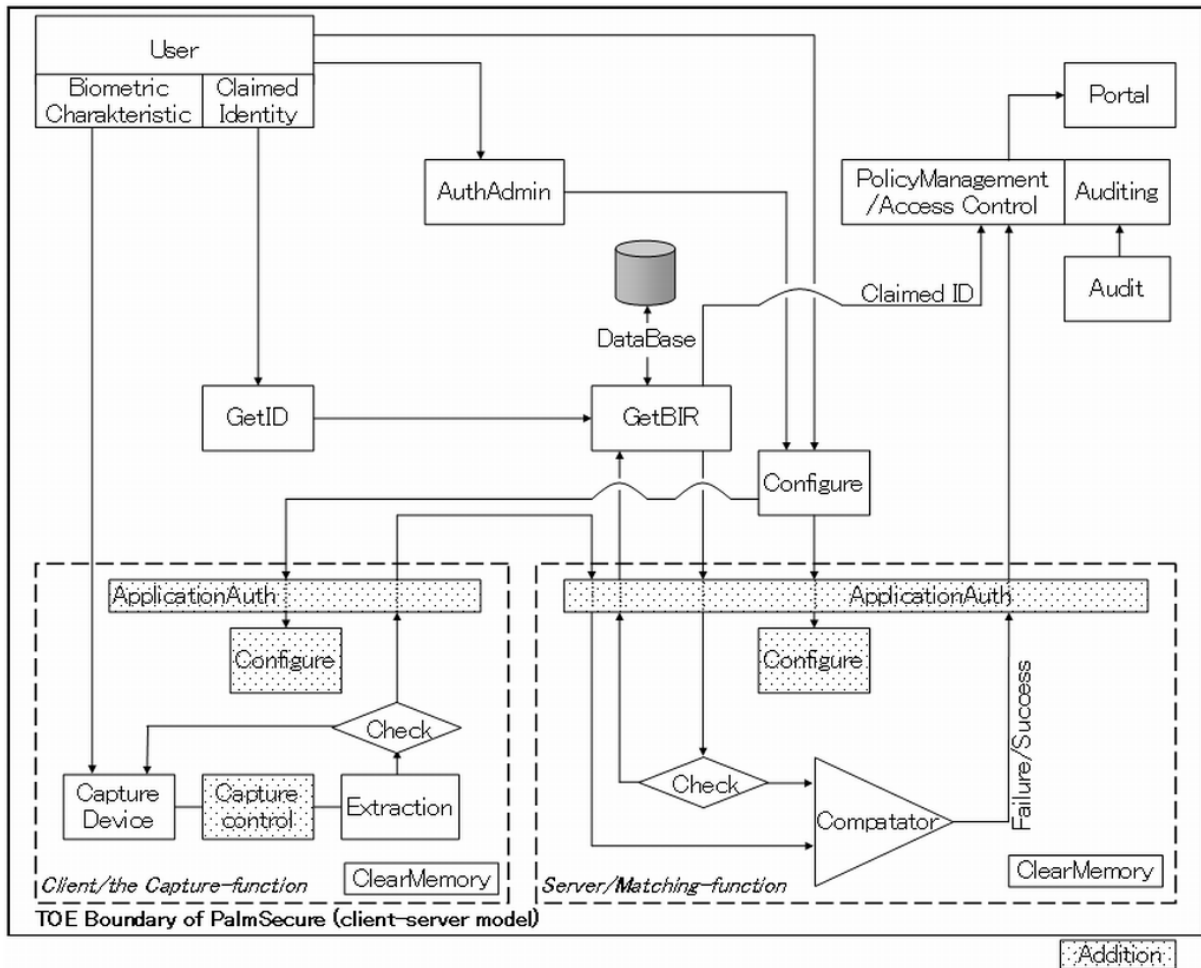 User
Biometric
Charakteristic
Claimed
Identity
Portal
AuthAdmin
PolicyManagement
/Access Control
Auditing
Audit
Claimed ID
DataBase
GetID
GetBIR
Configure
ApplicationAuth
ApplicationAuth
Configure
Configure
Check
Check
Capture
Device
Capture
control
Extraction
Compatator
Failure/Success
ClearMemory
ClearMemory
Client/the Capture-function
Server/Matching-function
TOE Boundary of PalmSecure (client-server model)
Addition